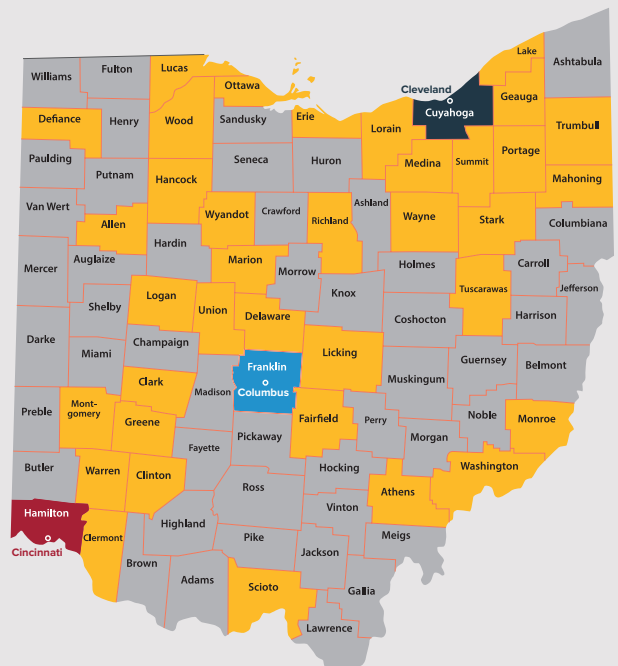 Lake
Williams
Fulton
Lucas
Ashtabula
Ottawa
Cleveland
Cuyahoga
Geauga
Defiance
Henry
Wood
Sandusky
Erie
Lorain
Trumbull
Paulding
Seneca
Huron
Medina
Summit
Portage
Putnam
Hancock
Mahoning
Van Wert
Allen
Wyandot
Crawford
Richland
Ashland
Wayne
Stark
Columbiana
Mercer
Auglaize
Hardin
Marion
Morrow
Holmes
Carroll
Jefferson
Shelby
Logan
Union
Delaware
Knox
Coshocton
Tuscarawas
Harrison
Darke
Miami
Champaign
Licking
Guernsey
Belmont
Clark
Madison
Franklin
Columbus
Muskingum
Preble
Mont-
gomery
Greene
Fairfield
Perry
Noble
Monroe
Fayette
Pickaway
Morgan
Butler
Warren
Clinton
Hocking
Washington
Ross
Athens
Hamilton
Cincinnati
Clermont
Highland
Vinton
Meigs
Pike
Jackson
Brown
Adams
Scioto
Gallia
Lawrence